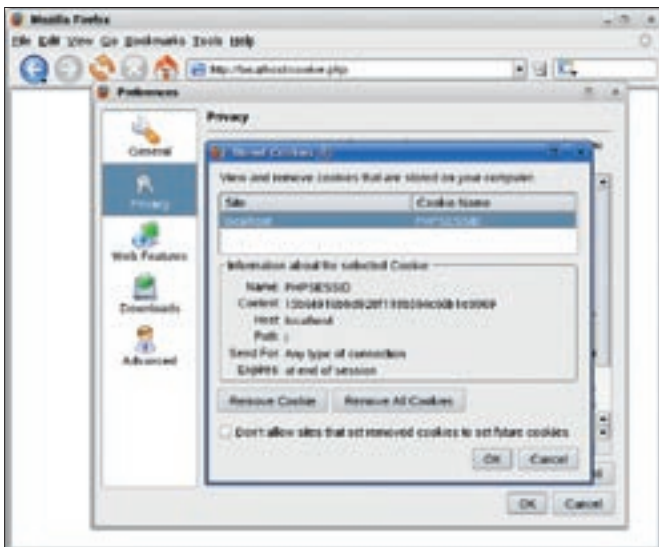 Mozilla Firefox
File Edit View Go Bookmarks Tools Help
Preferences
Privacy
General
Privacy
Web Features
Downloads
Advanced
Stored Cookies
View and remove cookies that are stored on your computer.
Site Cookie Name
localhost PHPSESSID
Information about the selected Cookie
Name: PHPSESSID
Content:
Host: localhost
Path: /
Send For: Any type of connection
Expires: at end of session
Remove Cookie Remove All Cookies
Don't allow sites that set removed cookies to set future cookies
OK Cancel
OK Cancel